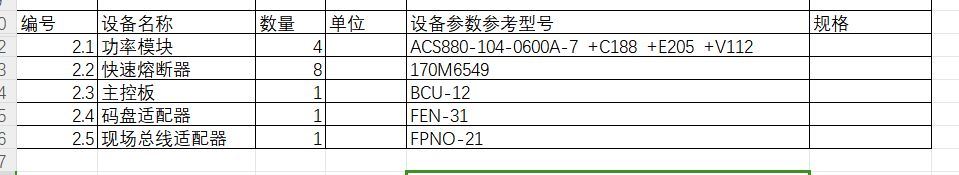 编号 设备名称 数量 单位 设备参数参考型号 规格
2.1 功率模块 4 ACS880-104-0600A-7 +C188 +E205 +V112
2.2 快速熔断器 8 170M6549
2.3 主控板 1 BCU-12
2.4 码盘适配器 1 FEN-31
2.5 现场总线适配器 1 FPNO-21